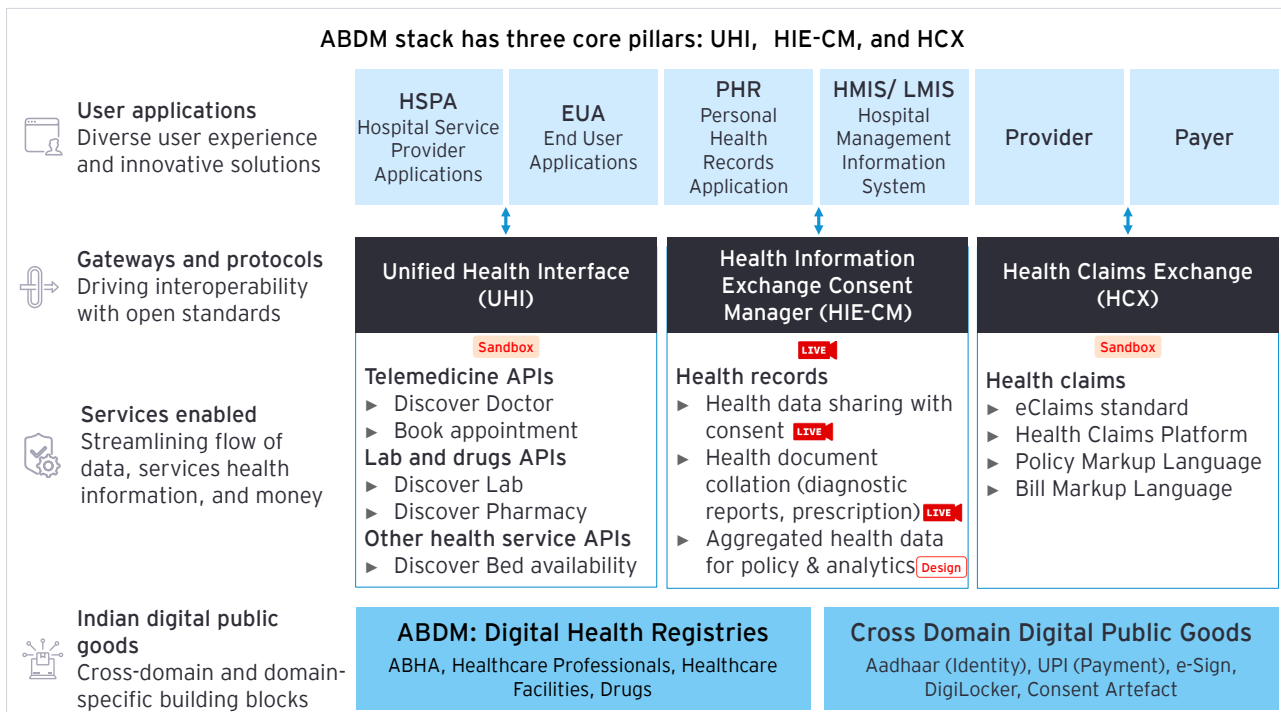 ABDM stack has three core pillars: UHI, HIE-CM, and HCX
User applications
Diverse user experience
and innovative solutions
HSPA
Hospital Service
Provider
Applications
EUA
End User
Applications
PHR
Personal
Health
Records
Application
HMIS/ LMIS
Hospital
Management
Information
System
Provider
Payer
Gateways and protocols
Driving interoperability
with open standards
Unified Health Interface
(UHI)
Health Information
Exchange Consent
Manager (HIE-CM)
Health Claims Exchange
(HCX)
Services enabled
Streamlining flow of
data, services health
information, and money
Sandbox
Telemedicine APIs
► Discover Doctor
► Book appointment
Lab and drugs APIs
► Discover Lab
► Discover Pharmacy
Other health service APIs
► Discover Bed availability
LIVE
Health records
► Health data sharing with
consent LIVE
► Health document
collation (diagnostic
reports, prescription) LIVE
► Aggregated health data
for policy & analytics Design
Sandbox
Health claims
► eClaims standard
► Health Claims Platform
► Policy Markup Language
► Bill Markup Language
Indian digital public
goods
Cross-domain and domain-
specific building blocks
ABDM: Digital Health Registries
ABHA, Healthcare Professionals, Healthcare
Facilities, Drugs
Cross Domain Digital Public Goods
Aadhaar (Identity), UPI (Payment), e-Sign,
DigiLocker, Consent Artefact